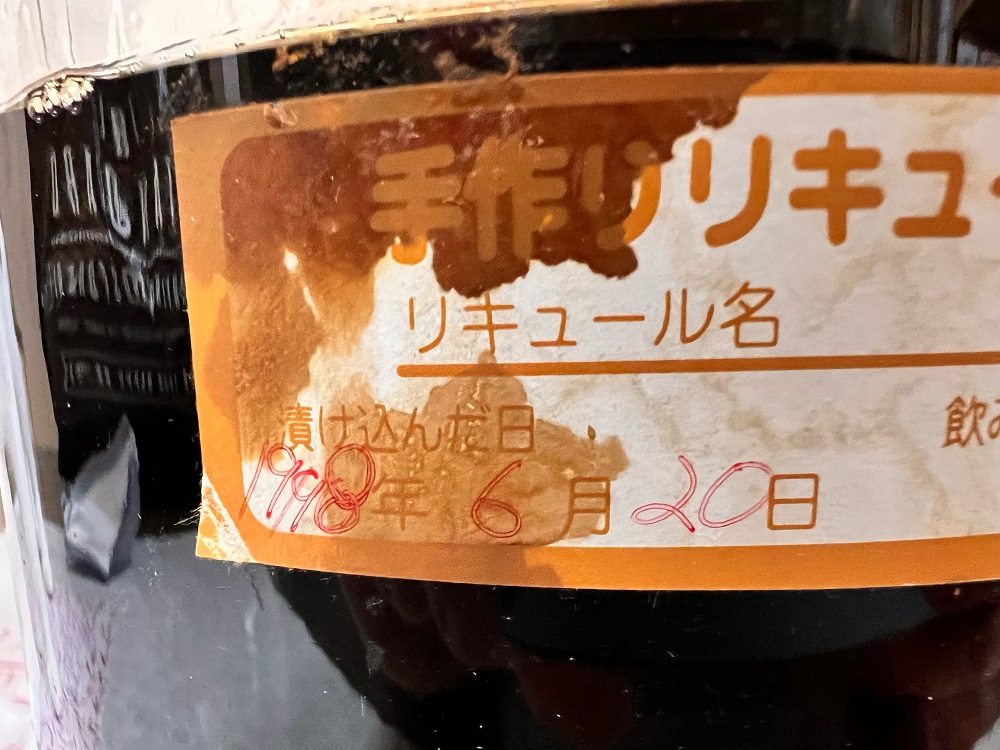 手作りリキュー
リキュール名
漬け込んだ日
飲み
1998年 6月 20日